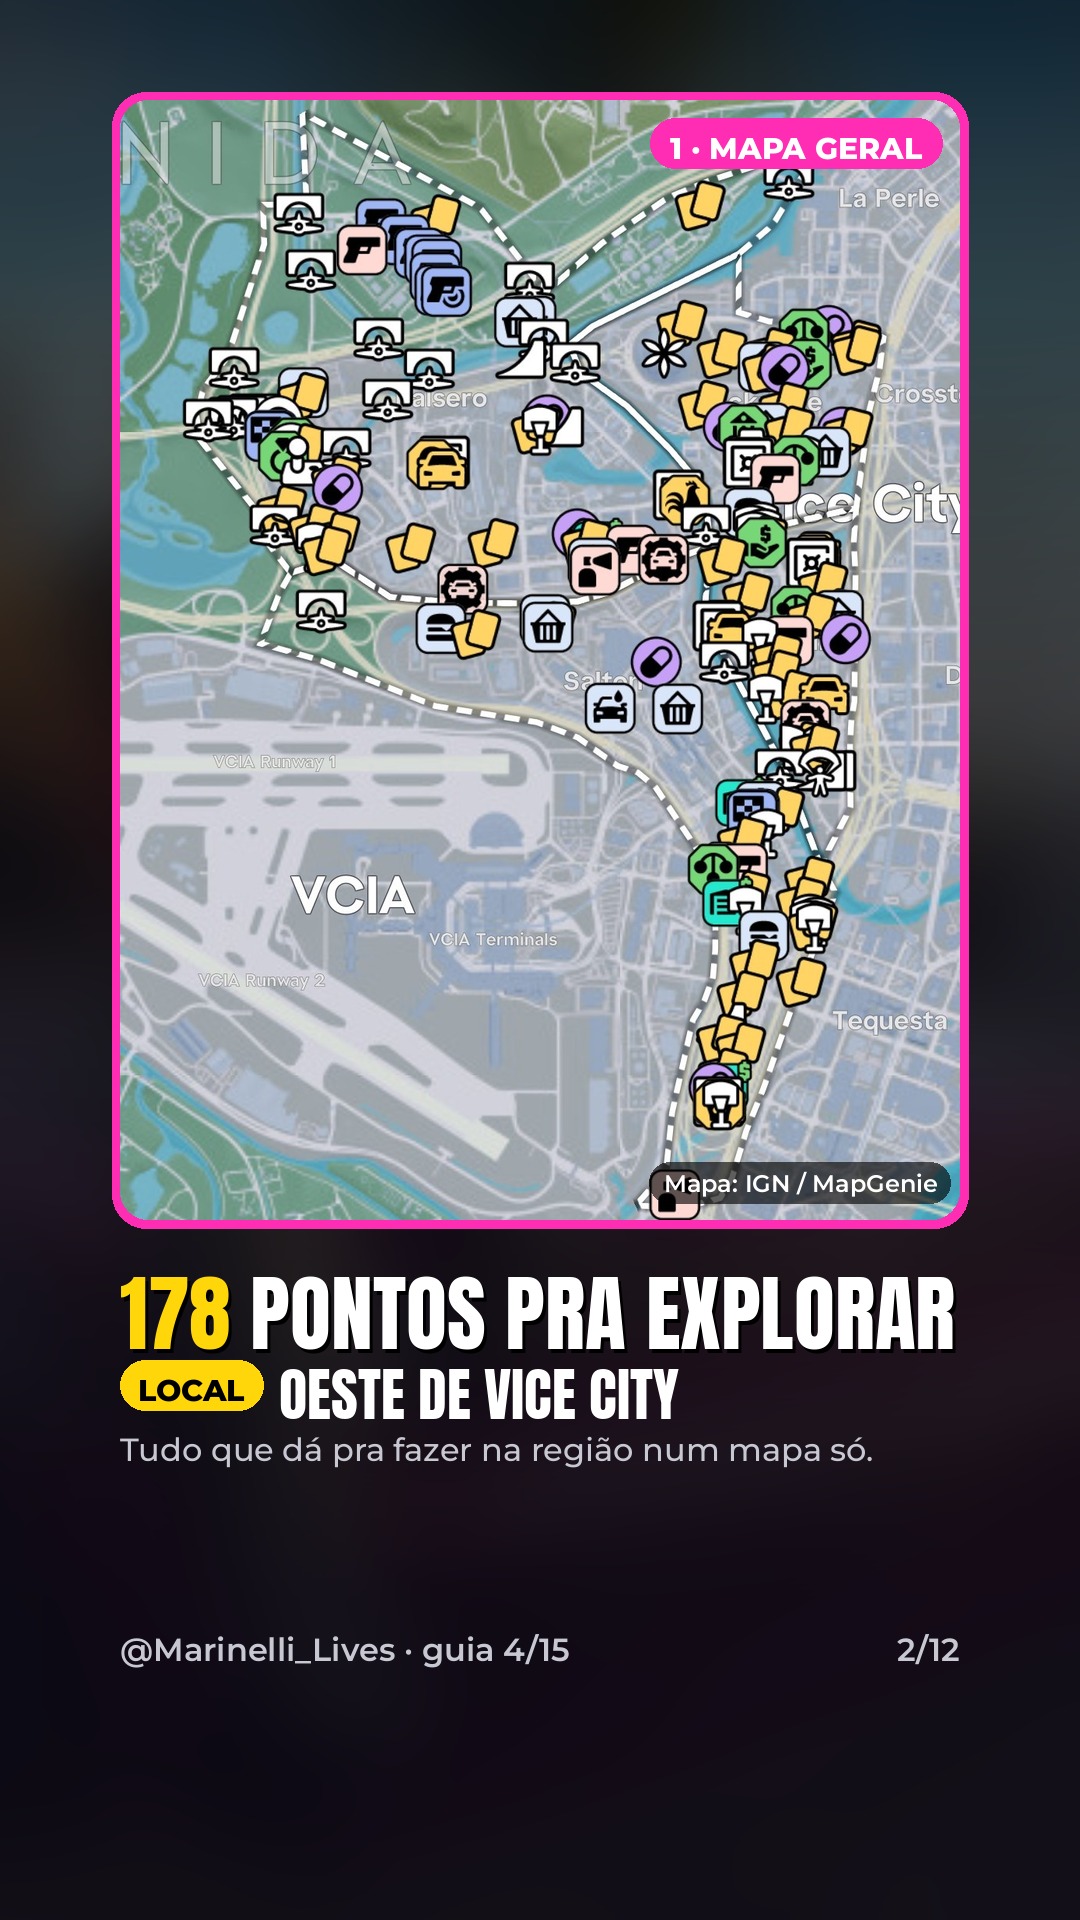 NIDA
1 · MAPA GERAL
La Perle
Crosst
ice City
VCIA Runway 1
VCIA
VCIA Terminals
VCIA Runway 2
Tequesta
Mapa: IGN / MapGenie
178 PONTOS PRA EXPLORAR
LOCAL OESTE DE VICE CITY
Tudo que dá pra fazer na região num mapa só.
@Marinelli_Lives · guia 4/15
2/12